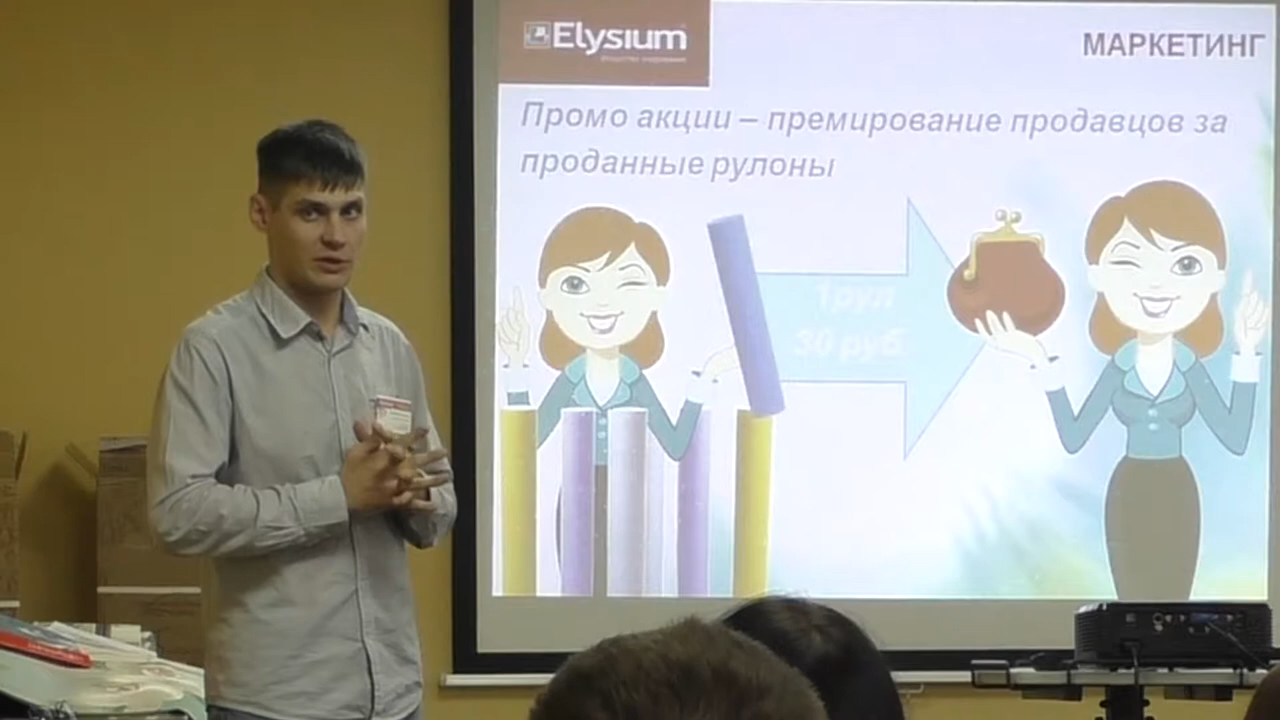 Elysium
МАРКЕТИНГ
Промо акции – премирование продавцов за
проданные рулоны
1рул
30 руб